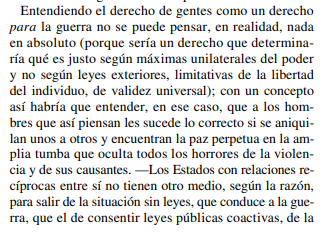 Entendiendo el derecho de gentes como un derecho
para la guerra no se puede pensar, en realidad, nada
en absoluto (porque sería un derecho que determina-
ría qué es justo según máximas unilaterales del poder
y no según leyes exteriores, limitativas de la libertad
del individuo, de validez universal); con un concepto
así habría que entender, en ese caso, que a los hom-
bres que así piensan les sucede lo correcto si se aniqui-
lan unos a otros y encuentran la paz perpetua en la am-
plia tumba que oculta todos los horrores de la violen-
cia y de sus causantes. —Los Estados con relaciones re-
cíprocas entre sí no tienen otro medio, según la razón,
para salir de la situación sin leyes, que conduce a la gue-
rra, que el de consentir leyes públicas coactivas, de la